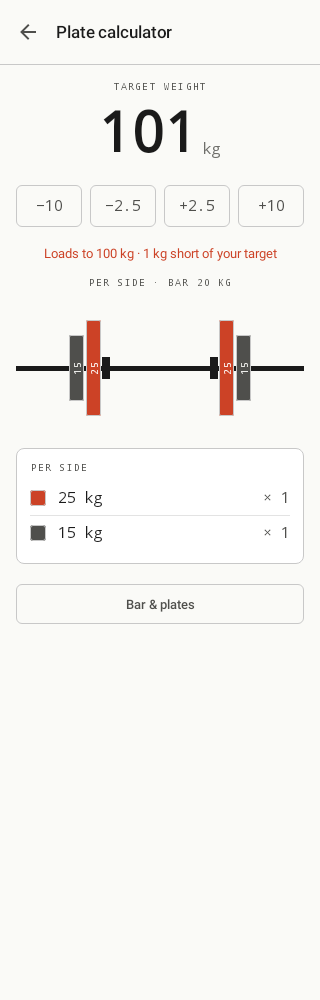 Plate calculator
TARGET WEIGHT
101 kg
−10 −2.5 +2.5 +10
Loads to 100 kg · 1 kg short of your target
PER SIDE · BAR 20 KG
15 25 25 15
PER SIDE
25 kg × 1
15 kg × 1
Bar & plates